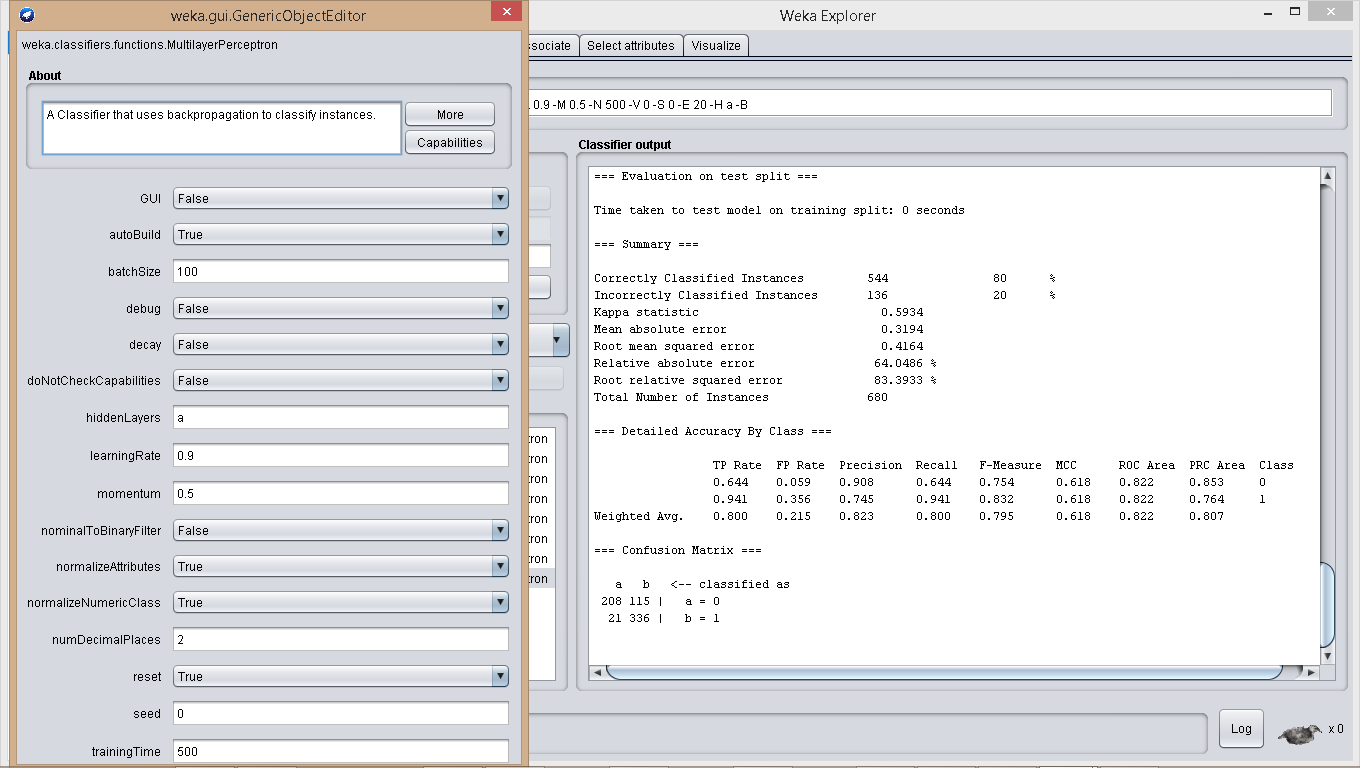 weka.gui.GenericObjectEditor
weka.classifiers.functions.MultilayerPerceptron
About
A Classifier that uses backpropagation to classify instances.
More
Capabilities
GUI False
autoBuild True
batchSize 100
debug False
decay False
doNotCheckCapabilities False
hiddenLayers a
learningRate 0.9
momentum 0.5
nominalToBinaryFilter False
normalizeAttributes True
normalizeNumericClass True
numDecimalPlaces 2
reset True
seed 0
trainingTime 500
Weka Explorer
sociate Select attributes Visualize
0.9 -M 0.5 -N 500 -V 0 -S 0 -E 20 -H a -B
tron
tron
tron
tron
tron
tron
tron
tron
Classifier output
=== Evaluation on test split ===
Time taken to test model on training split: 0 seconds
=== Summary ===
Correctly Classified Instances 544 80 %
Incorrectly Classified Instances 136 20 %
Kappa statistic 0.5934
Mean absolute error 0.3194
Root mean squared error 0.4164
Relative absolute error 64.0486 %
Root relative squared error 83.3933 %
Total Number of Instances 680
=== Detailed Accuracy By Class ===
TP Rate FP Rate Precision Recall F-Measure MCC ROC Area PRC Area Class
0.644 0.059 0.908 0.644 0.754 0.618 0.822 0.853 0
0.941 0.356 0.745 0.941 0.832 0.618 0.822 0.764 1
Weighted Avg. 0.800 0.215 0.823 0.800 0.795 0.618 0.822 0.807
=== Confusion Matrix ===
a b <-- classified as
208 115 | a = 0
21 336 | b = 1
Log
x 0